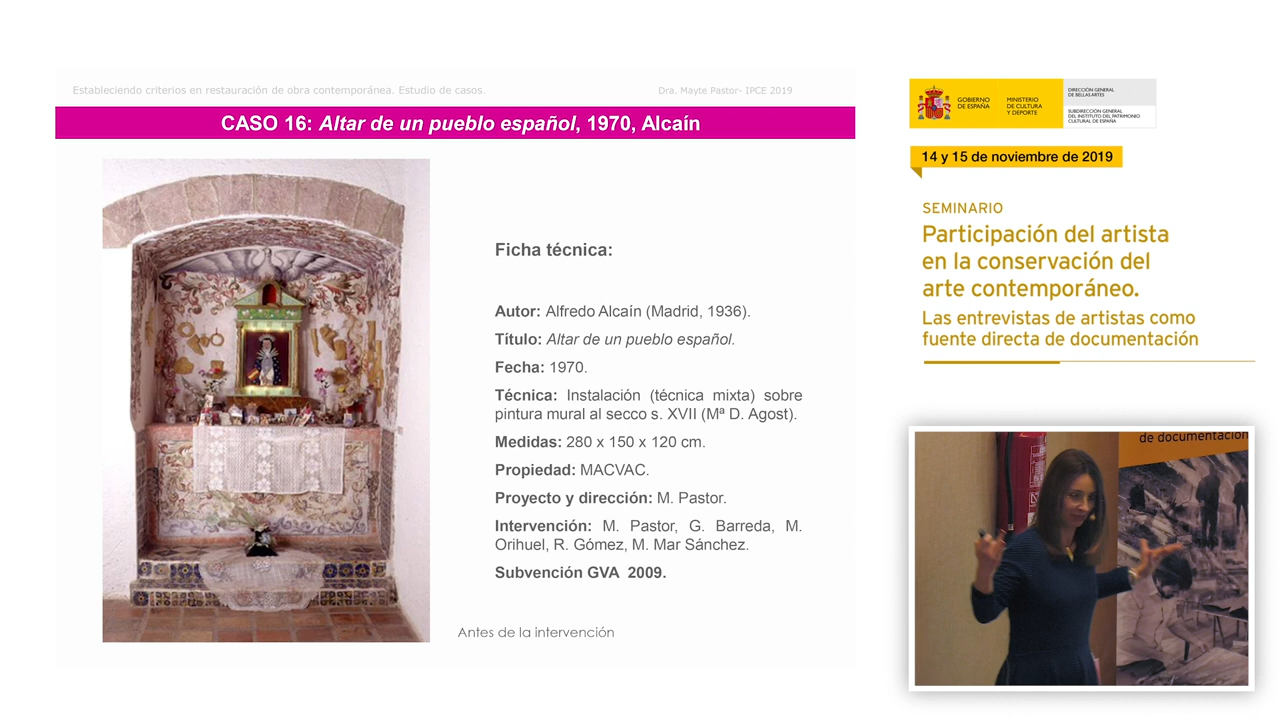 Estableciendo criterios en restauración de obra contemporánea. Estudio de casos.
Dra. Mayte Pastor- IPCE 2019
CASO 16: Altar de un pueblo español, 1970, Alcaín
Ficha técnica:
Autor: Alfredo Alcaín (Madrid, 1936).
Título: Altar de un pueblo español.
Fecha: 1970.
Técnica: Instalación (técnica mixta) sobre
pintura mural al secco s. XVII (Mª D. Agost).
Medidas: 280 x 150 x 120 cm.
Propiedad: MACVAC.
Proyecto y dirección: M. Pastor.
Intervención: M. Pastor, G. Barreda, M.
Orihuel, R. Gómez, M. Mar Sánchez.
Subvención GVA 2009.
Antes de la intervención
GOBIERNO
DE ESPAÑA
MINISTERIO
DE CULTURA
Y DEPORTE
DIRECCIÓN GENERAL
DE BELLAS ARTES
SUBDIRECCIÓN GENERAL
DEL INSTITUTO DEL PATRIMONIO
CULTURAL DE ESPAÑA
14 y 15 de noviembre de 2019
SEMINARIO
Participación del artista
en la conservación del
arte contemporáneo.
Las entrevistas de artistas como
fuente directa de documentación
de documentación